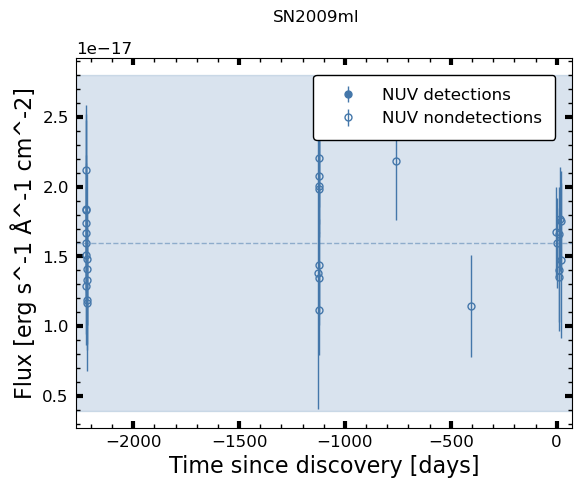 SN2009ml
1e−17
NUV detections
NUV nondetections
2.5
2.0
1.5
1.0
0.5
Flux [erg s^-1 Å^-1 cm^-2]
−2000
−1500
−1000
−500
0
Time since discovery [days]